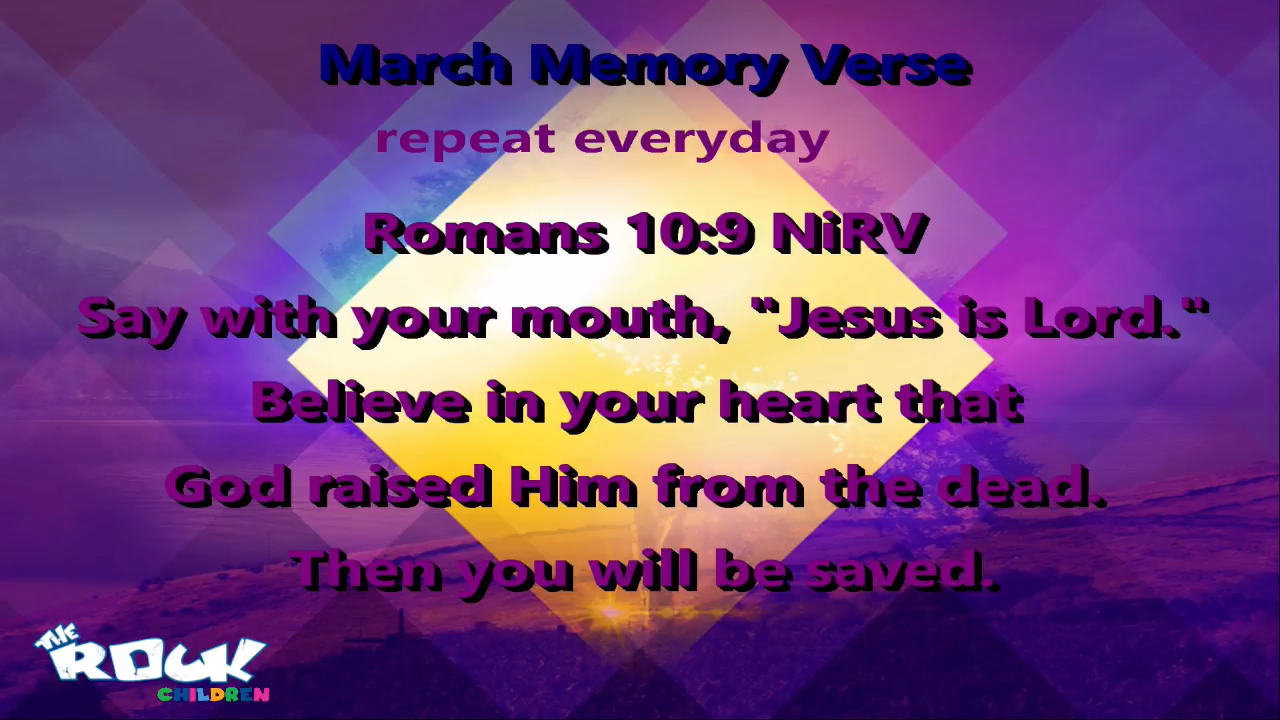 March Memory Verse
repeat everyday
Romans 10:9 NiRV
Say with your mouth, "Jesus is Lord."
Believe in your heart that
God raised Him from the dead.
Then you will be saved.
THE
ROCK
CHILDREN